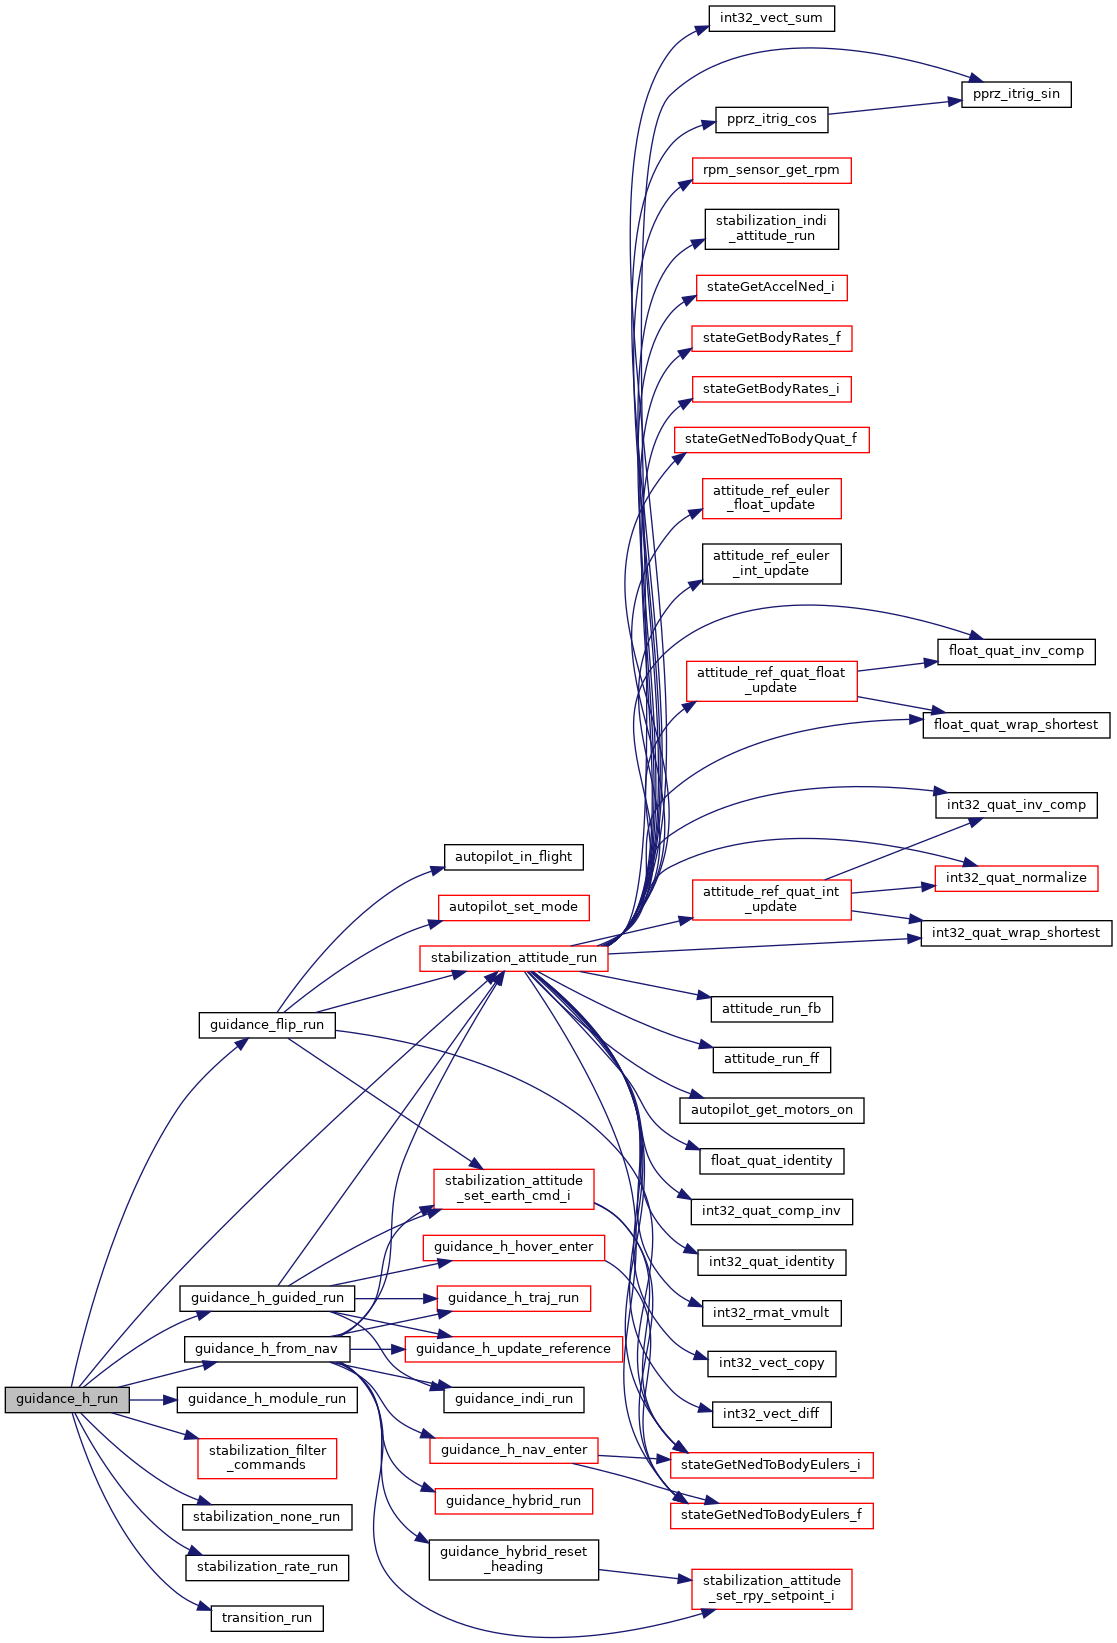 int32_vect_sum
pprz_itrig_sin
pprz_itrig_cos
rpm_sensor_get_rpm
stabilization_indi
_attitude_run
stateGetAccelNed_i
stateGetBodyRates_f
stateGetBodyRates_i
stateGetNedToBodyQuat_f
attitude_ref_euler
_float_update
attitude_ref_euler
_int_update
float_quat_inv_comp
attitude_ref_quat_float
_update
float_quat_wrap_shortest
int32_quat_inv_comp
autopilot_in_flight
int32_quat_normalize
attitude_ref_quat_int
_update
autopilot_set_mode
int32_quat_wrap_shortest
stabilization_attitude_run
attitude_run_fb
guidance_flip_run
attitude_run_ff
autopilot_get_motors_on
float_quat_identity
stabilization_attitude
_set_earth_cmd_i
int32_quat_comp_inv
guidance_h_hover_enter
int32_quat_identity
guidance_h_guided_run
guidance_h_traj_run
int32_rmat_vmult
guidance_h_from_nav
guidance_h_update_reference
int32_vect_copy
guidance_h_run
guidance_h_module_run
guidance_indi_run
int32_vect_diff
stabilization_filter
_commands
guidance_h_nav_enter
stateGetNedToBodyEulers_i
guidance_hybrid_run
stabilization_none_run
stateGetNedToBodyEulers_f
guidance_hybrid_reset
_heading
stabilization_rate_run
stabilization_attitude
_set_rpy_setpoint_i
transition_run